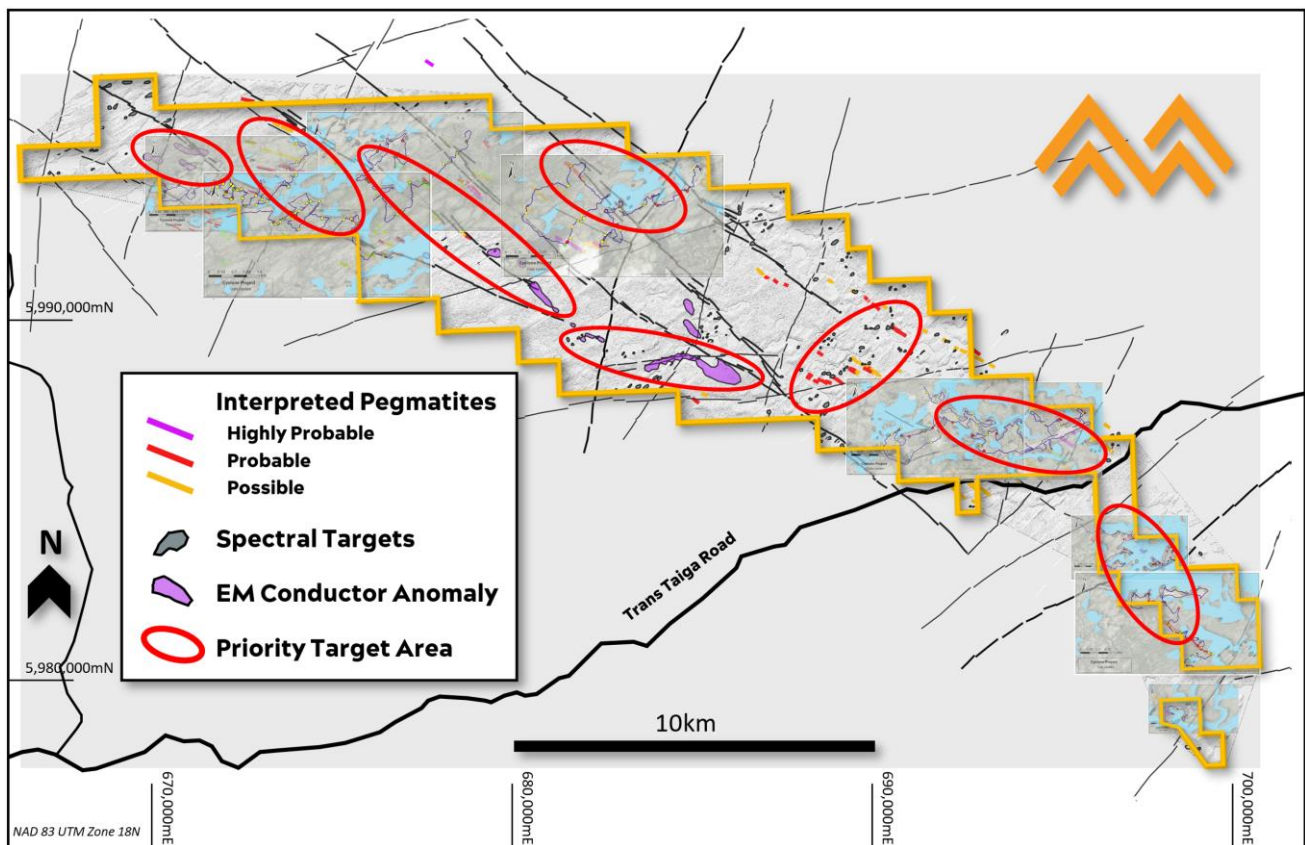 5,990,000mN
Interpreted Pegmatites
Highly Probable
Probable
Possible
Spectral Targets
EM Conductor Anomaly
Priority Target Area
N
5,980,000mN
Trans Taiga Road
10km
670,000mE
680,000mE
690,000mE
700,000mE
NAD 83 UTM Zone 18N